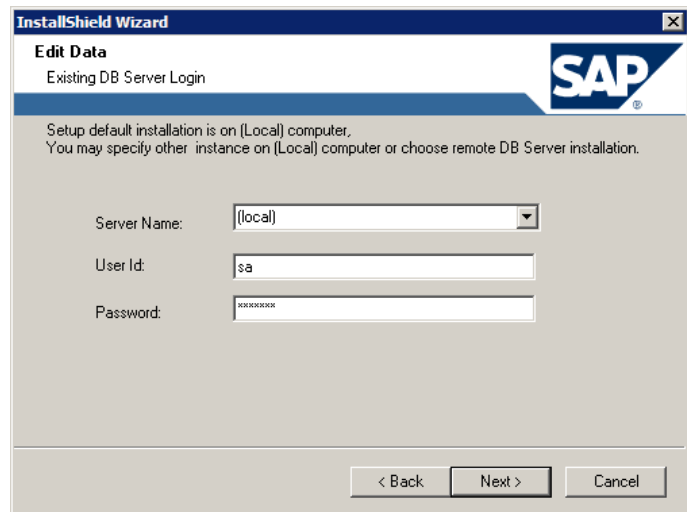 InstallShield Wizard
Edit Data
Existing DB Server Login
SAP
®
Setup default installation is on (Local) computer,
You may specify other instance on (Local) computer or choose remote DB Server installation.
Server Name:
(local)
User Id:
sa
Password:
*******
< Back
Next >
Cancel